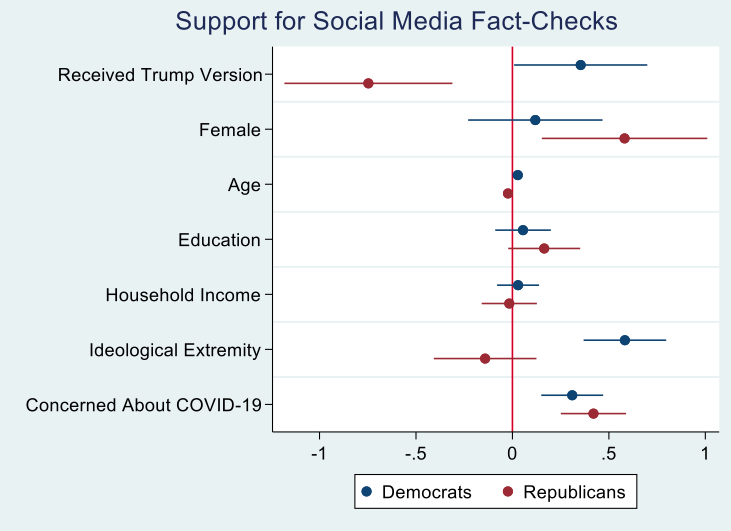 Support for Social Media Fact-Checks
Received Trump Version
Female
Age
Education
Household Income
Ideological Extremity
Concerned About COVID-19
-1 -.5 0 .5 1
Democrats Republicans